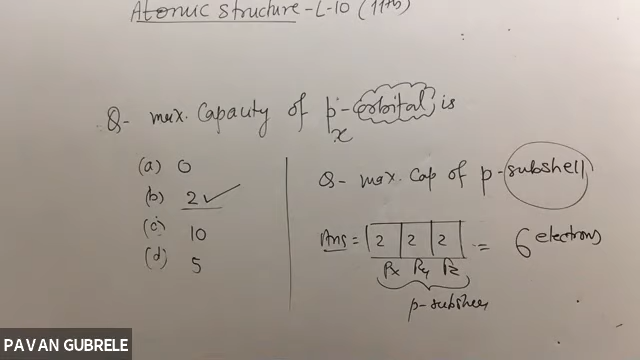 Atomic structure - L-10 (11th)
Q- max. Capacity of p-orbital is
x
(a) 0
(b) 2 ✓
(c) 10
(d) 5
Q- max. Cap of p-subshell
Ans = 2 2 2 = 6 electrons
Px Py Pz
p-subshell
PAVAN GUBRELE